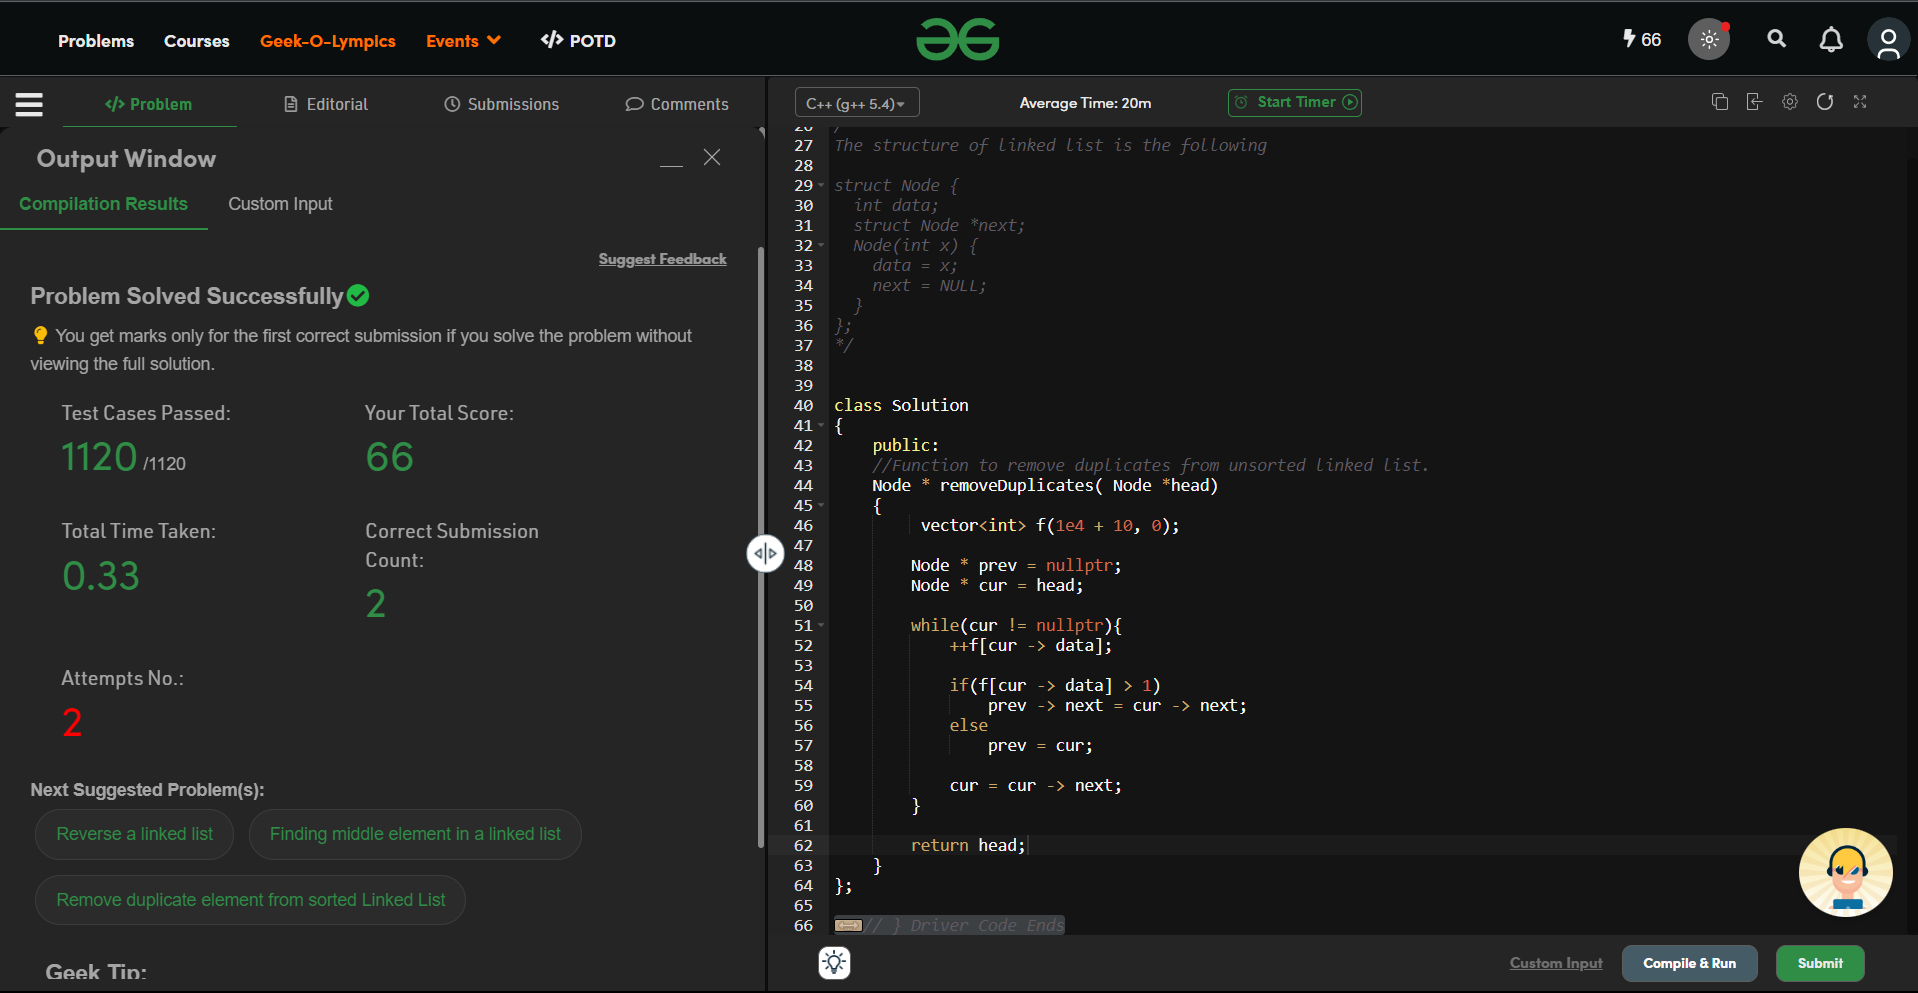 Problems Courses Geek-O-Lympics Events </> POTD 66
</> Problem Editorial Submissions Comments
Output Window
Compilation Results Custom Input
Suggest Feedback
Problem Solved Successfully
You get marks only for the first correct submission if you solve the problem without
viewing the full solution.
Test Cases Passed: Your Total Score:
1120 /1120 66
Total Time Taken: Correct Submission
Count:
0.33
2
Attempts No.:
2
Next Suggested Problem(s):
Reverse a linked list Finding middle element in a linked list
Remove duplicate element from sorted Linked List
Geek Tip:
C++ (g++ 5.4) Average Time: 20m Start Timer
27 The structure of linked list is the following
28
29 struct Node {
30 int data;
31 struct Node *next;
32 Node(int x) {
33 data = x;
34 next = NULL;
35 }
36 };
37 */
38
39
40 class Solution
41 {
42 public:
43 //Function to remove duplicates from unsorted linked list.
44 Node * removeDuplicates( Node *head)
45 {
46 vector<int> f(1e4 + 10, 0);
47
48 Node * prev = nullptr;
49 Node * cur = head;
50
51 while(cur != nullptr){
52 ++f[cur -> data];
53
54 if(f[cur -> data] > 1)
55 prev -> next = cur -> next;
56 else
57 prev = cur;
58
59 cur = cur -> next;
60 }
61
62 return head;
63 }
64 };
65
66 // } Driver Code Ends
Custom Input Compile & Run Submit